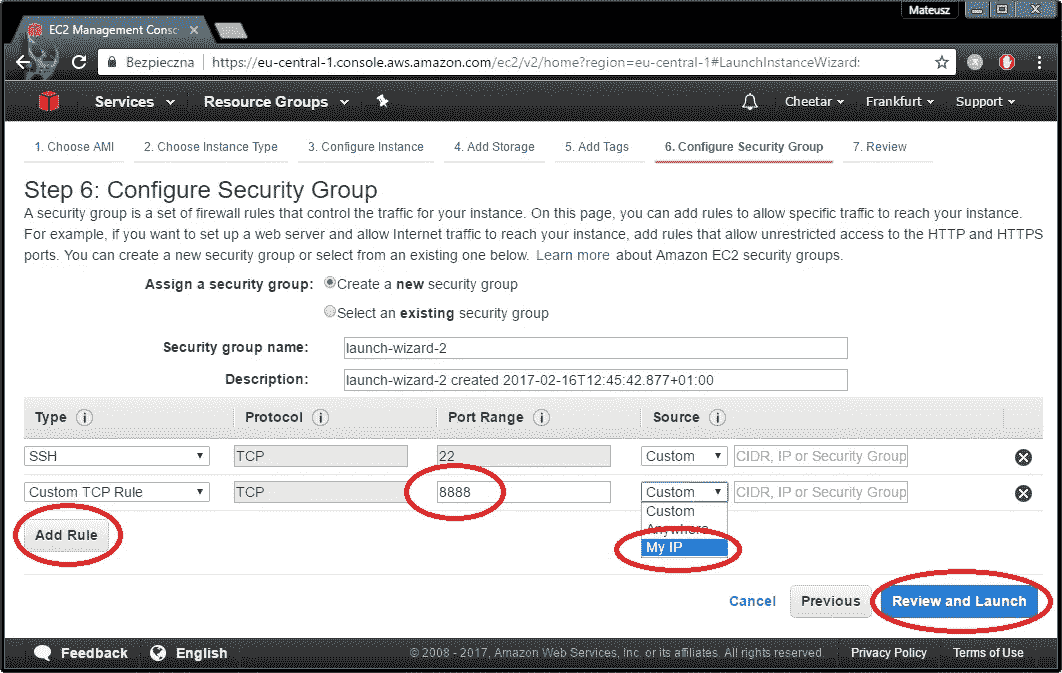 Mateusz
EC2 Management Consc
Bezpieczna https://eu-central-1.console.aws.amazon.com/ec2/v2/home?region=eu-central-1#LaunchInstanceWizard:
Services Resource Groups Cheetar Frankfurt Support
1. Choose AMI 2. Choose Instance Type 3. Configure Instance 4. Add Storage 5. Add Tags 6. Configure Security Group 7. Review
Step 6: Configure Security Group
A security group is a set of firewall rules that control the traffic for your instance. On this page, you can add rules to allow specific traffic to reach your instance.
For example, if you want to set up a web server and allow Internet traffic to reach your instance, add rules that allow unrestricted access to the HTTP and HTTPS
ports. You can create a new security group or select from an existing one below. Learn more about Amazon EC2 security groups.
Assign a security group: Create a new security group
Select an existing security group
Security group name: launch-wizard-2
Description: launch-wizard-2 created 2017-02-16T12:45:42.877+01:00
Type i Protocol i Port Range i Source i
SSH TCP 22 Custom CIDR, IP or Security Group
Custom TCP Rule TCP 8888 Custom CIDR, IP or Security Group
Custom
Anywhere
Add Rule My IP
Cancel Previous Review and Launch
Feedback English © 2008 - 2017, Amazon Web Services, Inc. or its affiliates. All rights reserved. Privacy Policy Terms of Use